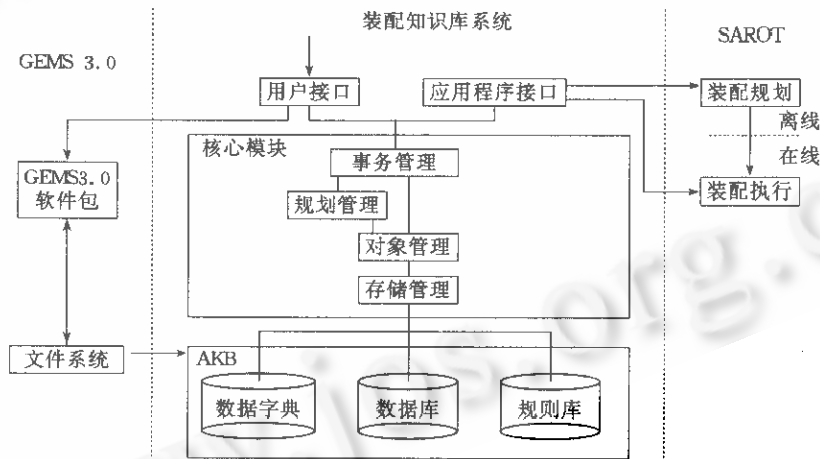 装配知识库系统
GEMS 3.0
SAROT
用户接口
应用程序接口
装配规划
离线
在线
核心模块
事务管理
GEMS3.0
软件包
规划管理
装配执行
对象管理
存储管理
文件系统
AKB
数据字典
数据库
规则库